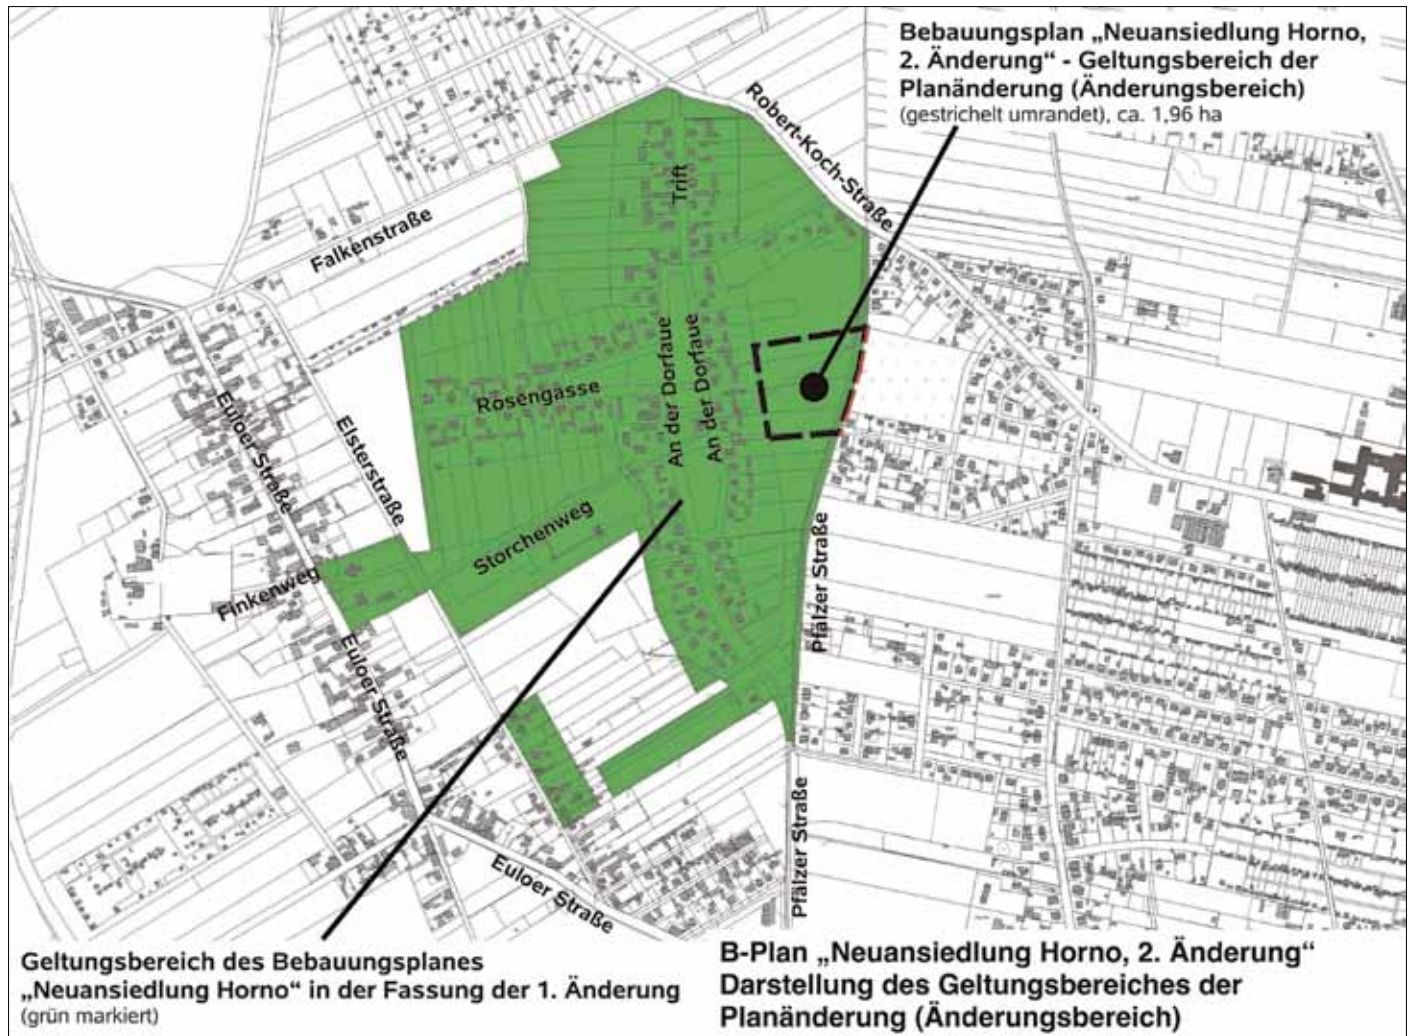 Bebauungsplan „Neuansiedlung Horno,
2. Änderung“ - Geltungsbereich der
Planänderung (Änderungsbereich)
(gestrichelt umrandet), ca. 1,96 ha
Robert-Koch-Straße
Trift
Falkenstraße
An der Dorfaue
An der Dorfaue
Rosengasse
Euloer Straße
Elsterstraße
Storchenweg
Finkenweg
Pfälzer Straße
Euloer Straße
Pfälzer Straße
Euloer Straße
Geltungsbereich des Bebauungsplanes
„Neuansiedlung Horno“ in der Fassung der 1. Änderung
(grün markiert)
B-Plan „Neuansiedlung Horno, 2. Änderung“
Darstellung des Geltungsbereiches der
Planänderung (Änderungsbereich)